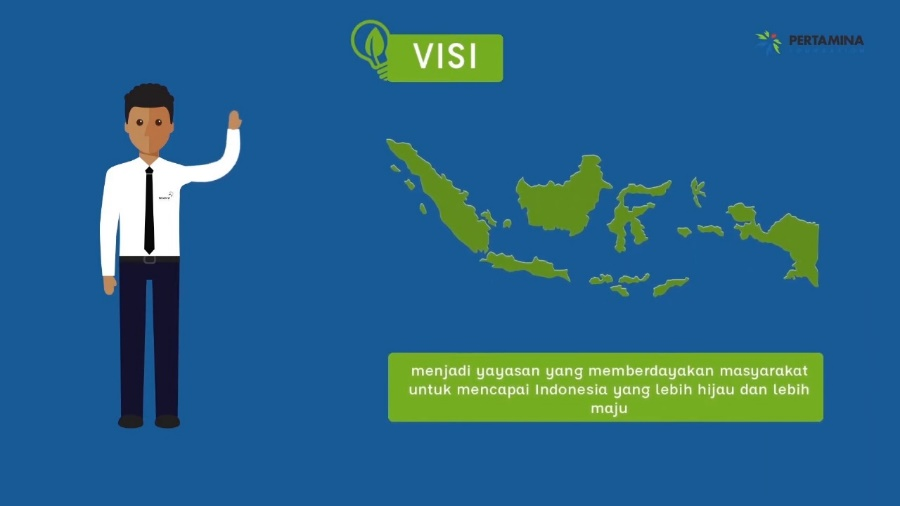 VISI
PERTAMINA
menjadi yayasan yang memberdayakan masyarakat
untuk mencapai Indonesia yang lebih hijau dan lebih
maju